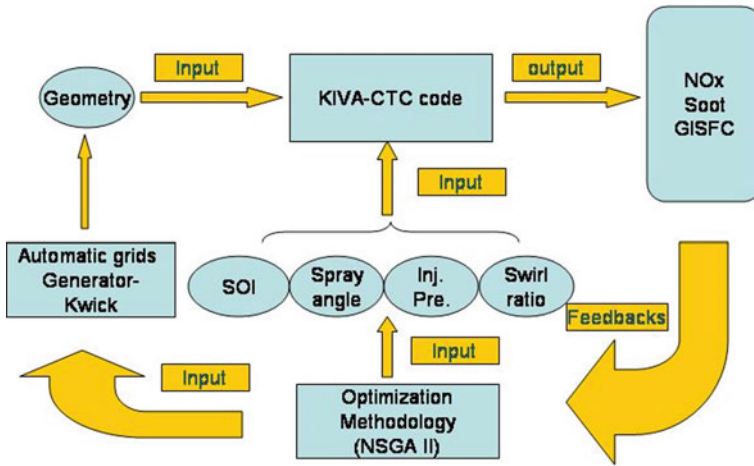 Input
output
Geometry
KIVA-CTC code
NOx
Soot
GISFC
Input
Automatic grids
Generator-
Kwick
SOI
Spray
angle
Inj.
Pre.
Swirl
ratio
Feedbacks
Input
Input
Optimization
Methodology
(NSGA II)